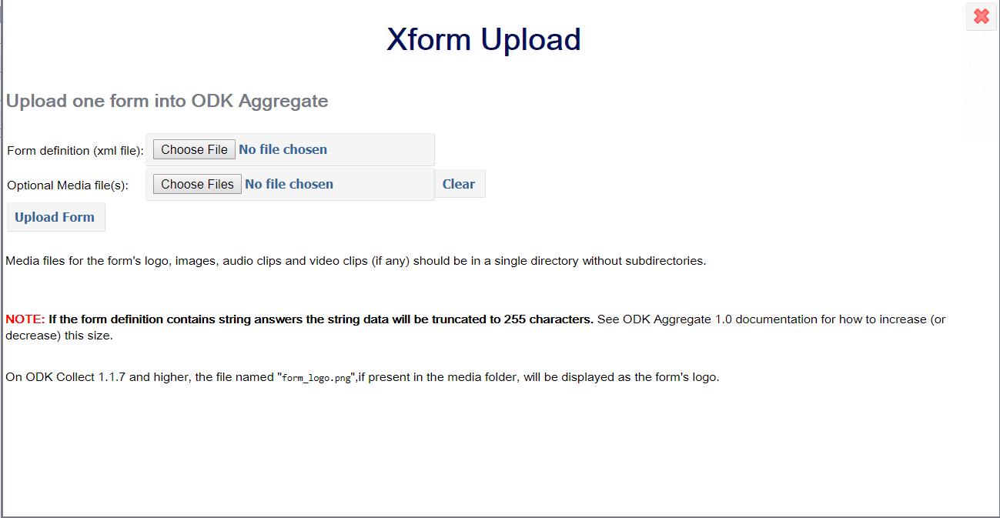 Xform Upload
Upload one form into ODK Aggregate
Form definition (xml file): Choose File No file chosen
Optional Media file(s): Choose Files No file chosen Clear
Upload Form
Media files for the form's logo, images, audio clips and video clips (if any) should be in a single directory without subdirectories.
NOTE: If the form definition contains string answers the string data will be truncated to 255 characters. See ODK Aggregate 1.0 documentation for how to increase (or
decrease) this size.
On ODK Collect 1.1.7 and higher, the file named "form_logo.png",if present in the media folder, will be displayed as the form's logo.